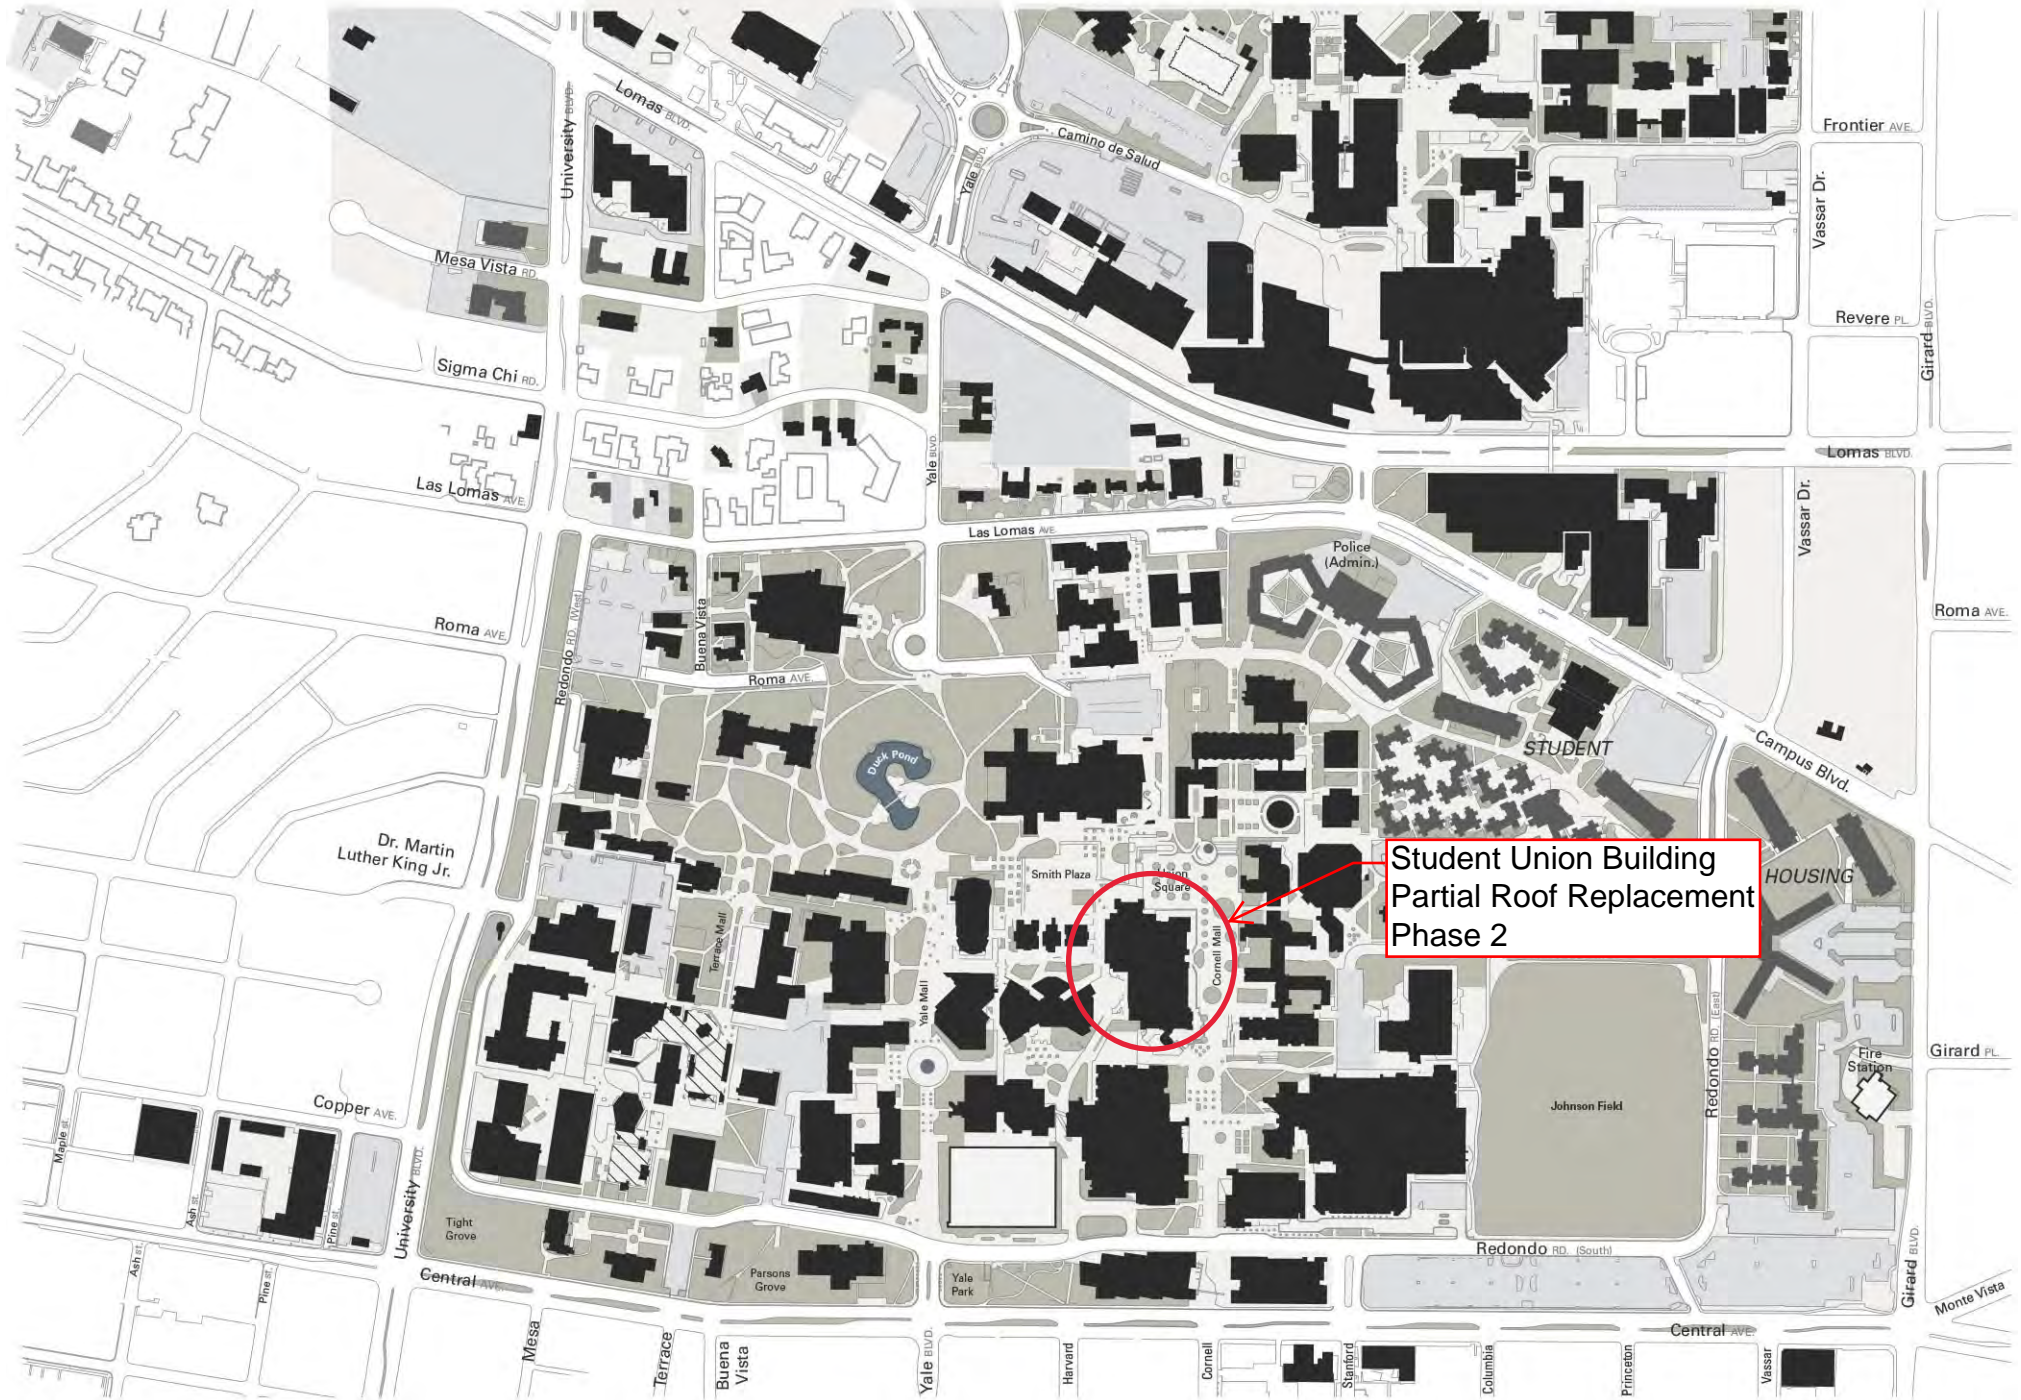 Lomas BLVD.
University BLVD.
Yale BLVD.
Camino de Salud
Frontier AVE.
Vassar Dr.
Mesa Vista RD.
Revere PL.
Girard BLVD.
Sigma Chi RD.
Yale BLVD.
Lomas BLVD.
Las Lomas AVE.
Vassar Dr.
Las Lomas AVE.
Police
(Admin.)
Roma AVE.
Redondo RD. (West)
Buena Vista
Roma AVE.
Roma AVE.
Duck Pond
STUDENT
Campus Blvd.
Dr. Martin
Luther King Jr.
Smith Plaza
Union
Square
Student Union Building
Partial Roof Replacement
Phase 2
HOUSING
Terrace Mall
Cornell Mall
Yale Mall
Redondo RD. (East)
Fire
Station
Girard PL.
Copper AVE.
Johnson Field
Maple st.
Ash st.
Pine st.
University BLVD.
Tight
Grove
Redondo RD. (South)
Girard BLVD.
Ash st.
Pine st.
Central AVE.
Parsons
Grove
Yale
Park
Monte Vista
Central AVE.
Mesa
Terrace
Buena
Vista
Yale BLVD.
Harvard
Cornell
Stanford
Columbia
Princeton
Vassar